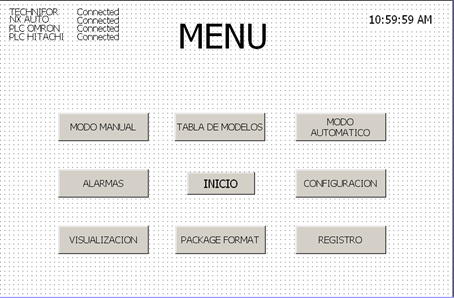 TECHNIFOR Connected
NX AUTO Connected
PLC OMRON Connected
PLC HITACHI Connected
10:59:59 AM
MENU
MODO MANUAL
TABLA DE MODELOS
MODO
AUTOMATICO
ALARMAS
INICIO
CONFIGURACION
VISUALIZACION
PACKAGE FORMAT
REGISTRO